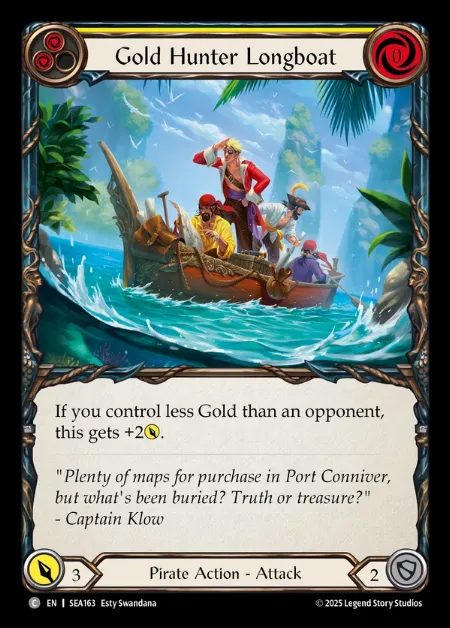 Gold Hunter Longboat
0
If you control less Gold than an opponent,
this gets +2.
"Plenty of maps for purchase in Port Conniver,
but what's been buried? Truth or treasure?"
- Captain Klow
3
Pirate Action - Attack
2
C EN | SEA163 Esty Swandana
© 2025 Legend Story Studios